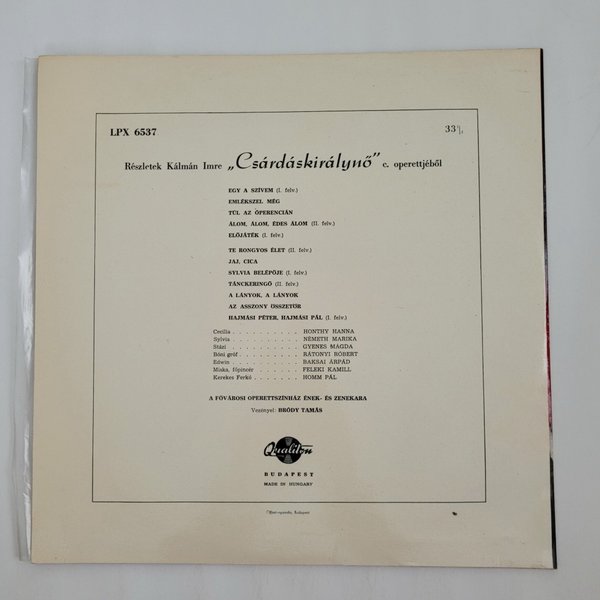 LPX 6537
33⅓
Részletek Kálmán Imre „Csárdáskirálynő” c. operettjéből
EGY A SZÍVEM (I. felv.)
EMLÉKSZEL MÉG
TÚL AZ ÓPERENCIÁN
ÁLOM, ÁLOM, ÉDES ÁLOM (II. felv.)
ELŐJÁTÉK (I. felv.)
TE RONGYOS ÉLET (II. felv.)
JAJ, CICA
SYLVIA BELÉPŐJE (I. felv.)
TÁNCKERINGŐ (II. felv.)
A LÁNYOK, A LÁNYOK
AZ ASSZONY ÖSSZETÖR
HAJMÁSI PÉTER, HAJMÁSI PÁL (I. felv.)
Cecília . . . . . . . . . . HONTHY HANNA
Sylvia . . . . . . . . . . NÉMETH MARIKA
Stázi . . . . . . . . . . GYENES MAGDA
Bóni gróf . . . . . . . . . RÁTONYI RÓBERT
Edwin . . . . . . . . . . BAKSAI ÁRPÁD
Miska, főpincér . . . . . . . FELEKI KAMILL
Kerekes Ferkó . . . . . . . HOMM PÁL
A FŐVÁROSI OPERETTSZÍNHÁZ ÉNEK- ÉS ZENEKARA
Vezényel: BRÓDY TAMÁS
Qualiton
BUDAPEST
MADE IN HUNGARY